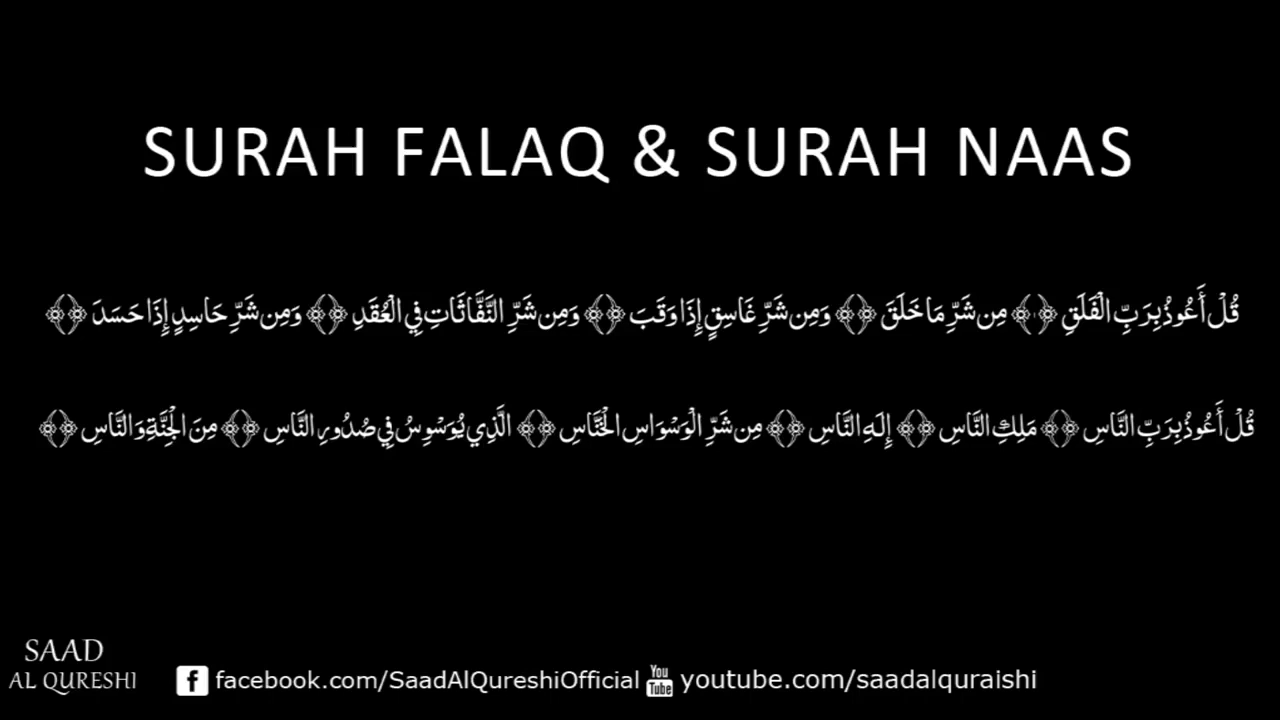 SURAH FALAQ & SURAH NAAS
قُلْ أَعُوذُ بِرَبِّ الْفَلَقِ ﴿﴾ مِن شَرِّ مَا خَلَقَ ﴿﴾ وَمِن شَرِّ غَاسِقٍ إِذَا وَقَبَ ﴿﴾ وَمِن شَرِّ النَّفَّاثَاتِ فِي الْعُقَدِ ﴿﴾ وَمِن شَرِّ حَاسِدٍ إِذَا حَسَدَ ﴿﴾
قُلْ أَعُوذُ بِرَبِّ النَّاسِ ﴿﴾ مَلِكِ النَّاسِ ﴿﴾ إِلَهِ النَّاسِ ﴿﴾ مِن شَرِّ الْوَسْوَاسِ الْخَنَّاسِ ﴿﴾ الَّذِي يُوَسْوِسُ فِي صُدُورِ النَّاسِ ﴿﴾ مِنَ الْجِنَّةِ وَالنَّاسِ ﴿﴾
SAAD
AL QURESHI
facebook.com/SaadAlQureshiOfficial You Tube youtube.com/saadalquraishi